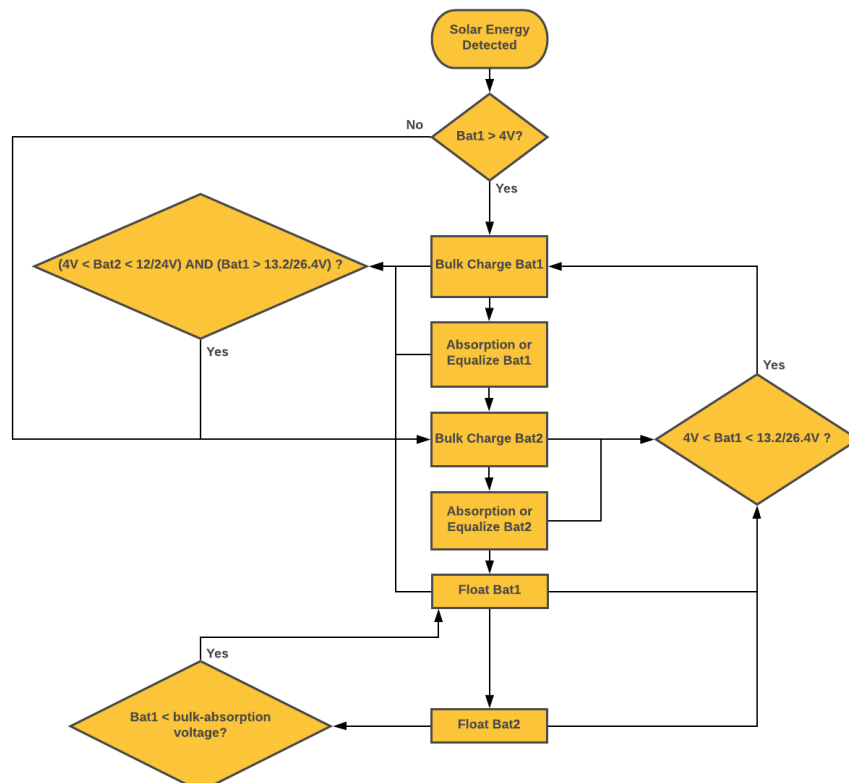 Solar Energy
Detected
No
Bat1 > 4V?
Yes
(4V < Bat2 < 12/24V) AND (Bat1 > 13.2/26.4V) ?
Bulk Charge Bat1
Yes
Absorption or
Equalize Bat1
Yes
Bulk Charge Bat2
4V < Bat1 < 13.2/26.4V ?
Absorption or
Equalize Bat2
Float Bat1
Yes
Bat1 < bulk-absorption
voltage?
Float Bat2